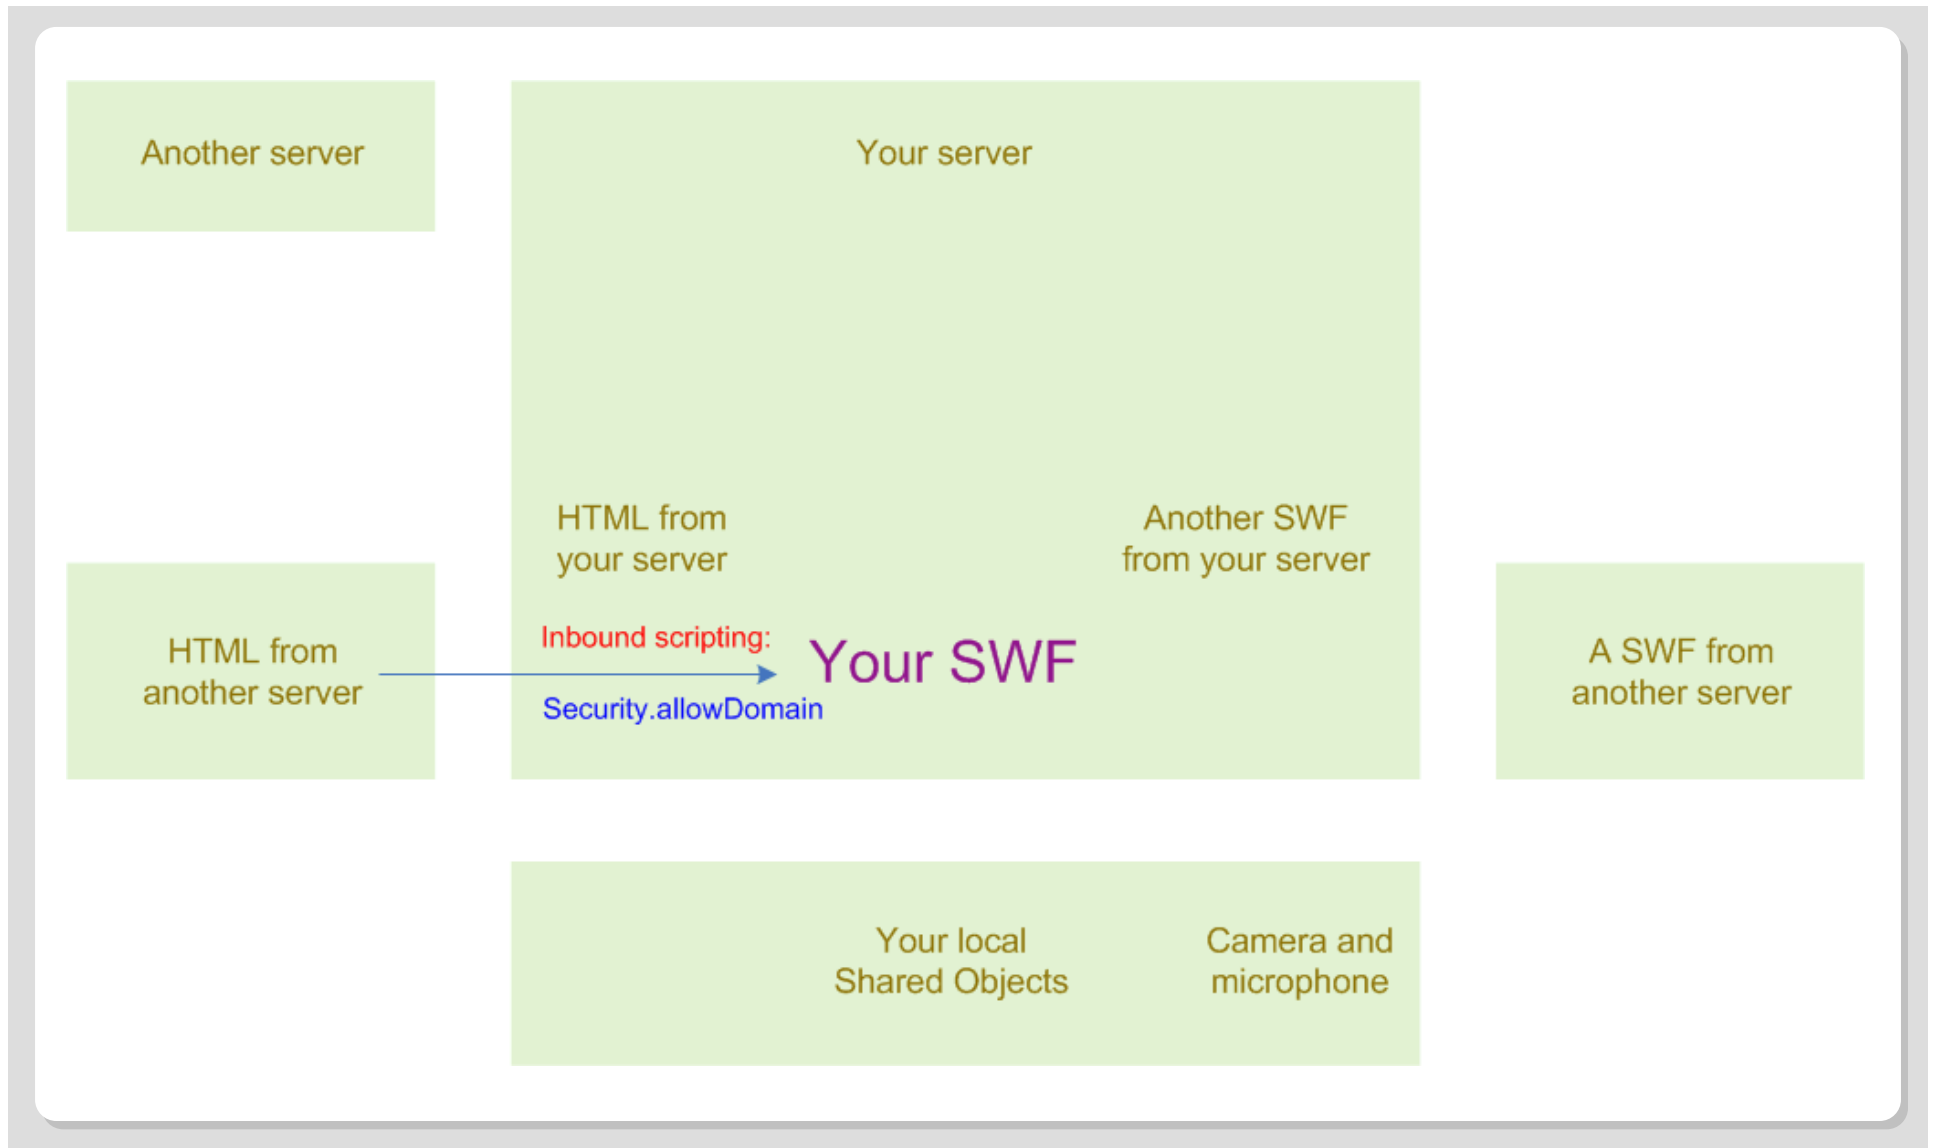 Another server
Your server
HTML from
your server
Another SWF
from your server
HTML from
another server
Inbound scripting:
Security.allowDomain
Your SWF
A SWF from
another server
Your local
Shared Objects
Camera and
microphone